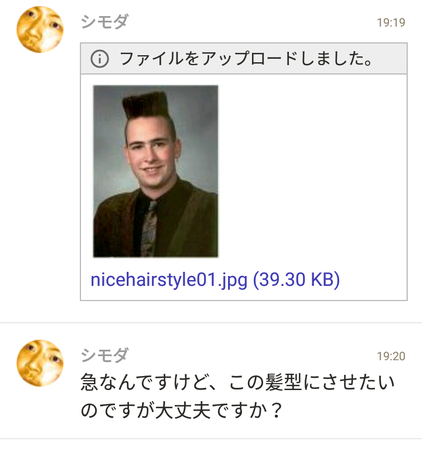 シモダ
19:19
ファイルをアップロードしました。
nicehairstyle01.jpg (39.30 KB)
シモダ
19:20
急なんですけど、この髪型にさせたい
のですが大丈夫ですか？